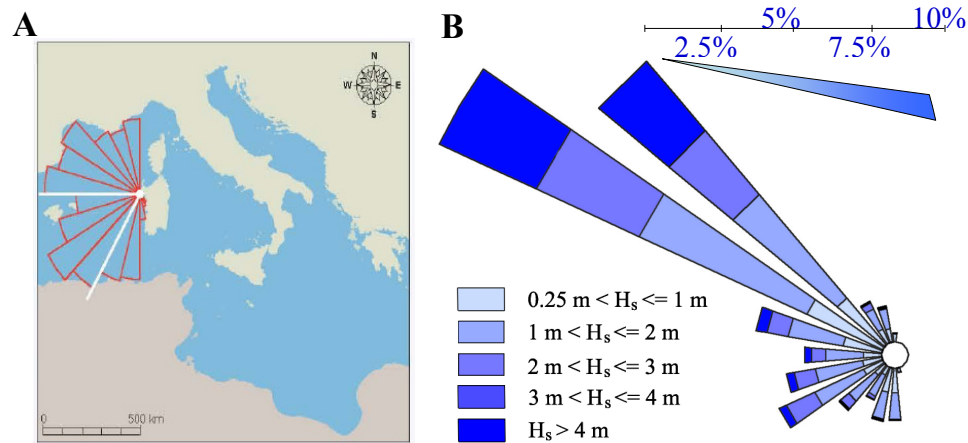 A
N
W E
S
0 500 km
B
5% 10%
2.5% 7.5%
0.25 m < Hs <= 1 m
1 m < Hs <= 2 m
2 m < Hs <= 3 m
3 m < Hs <= 4 m
Hs > 4 m